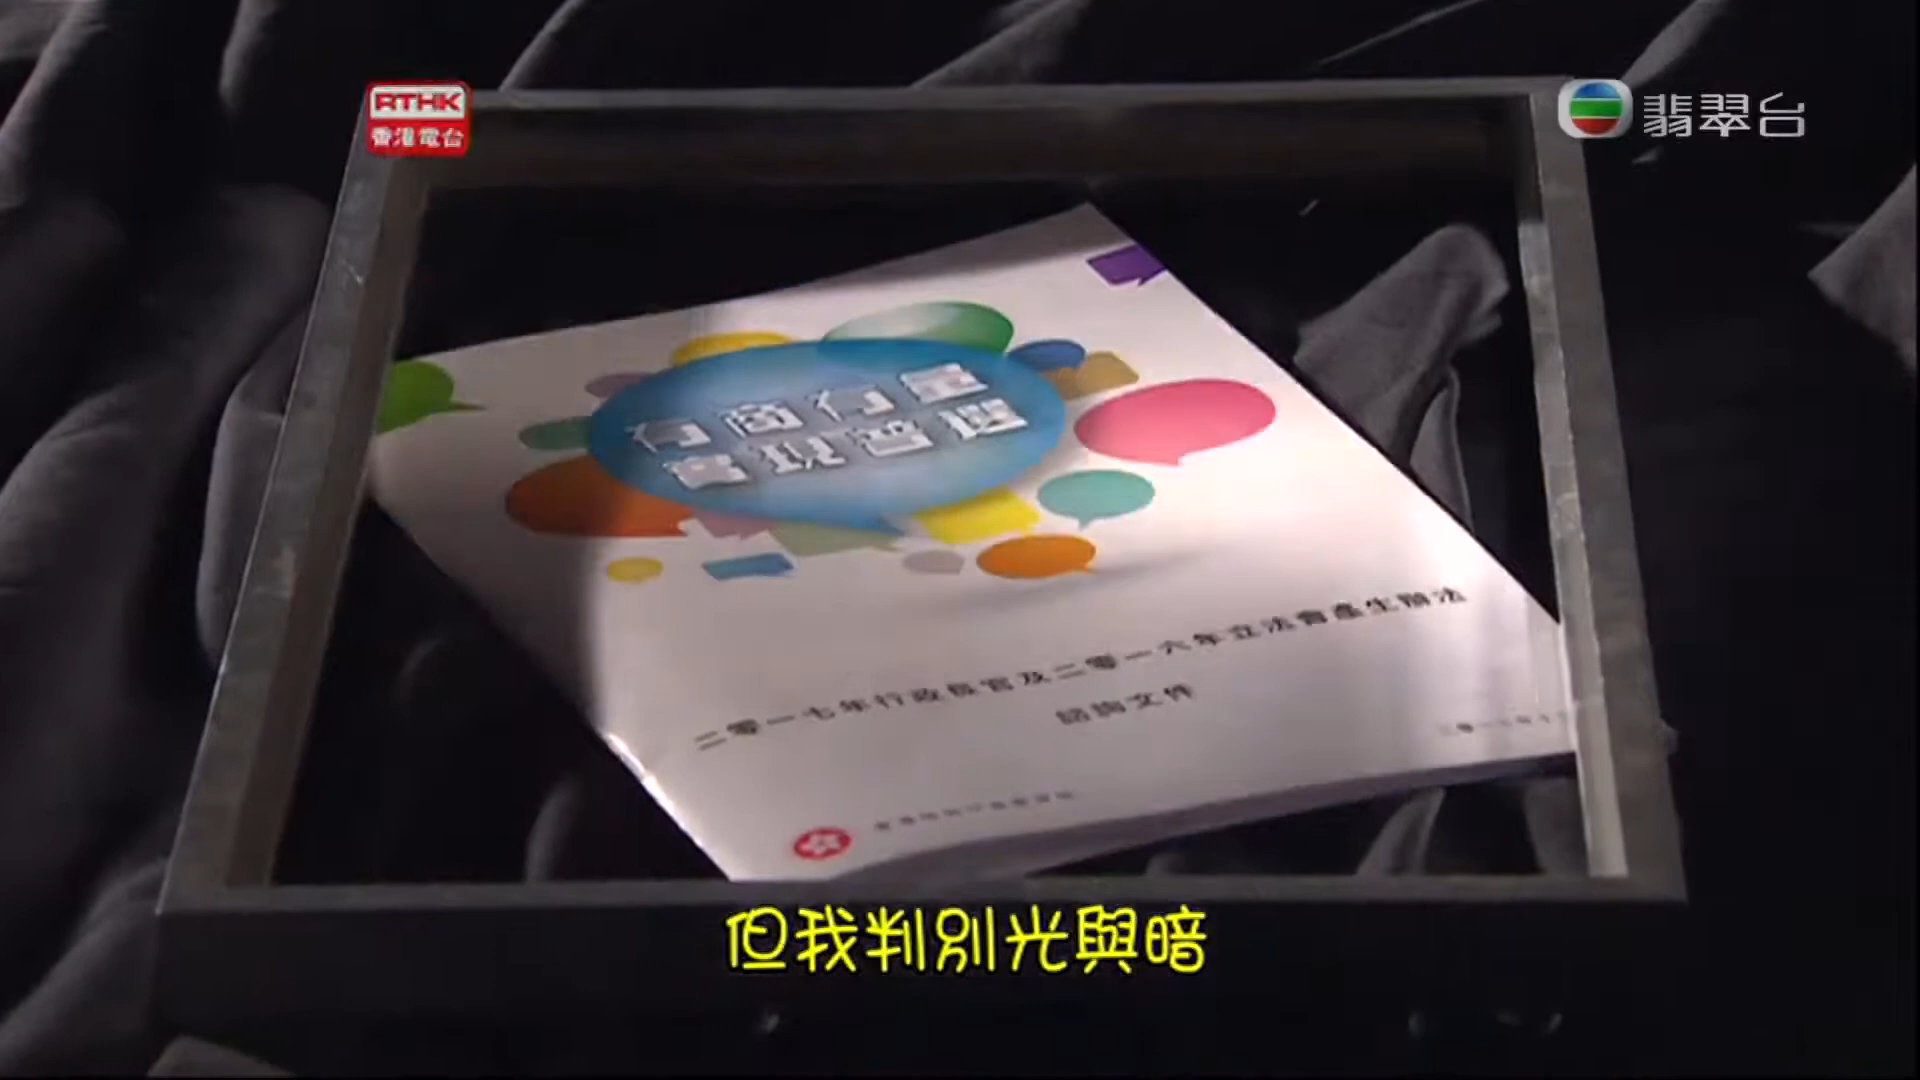 RTHK
香港電台
翡翠台
有商有量
實現普選
二零一七年行政長官及二零一六年立法會產生辦法
諮詢文件
但我判別光與暗